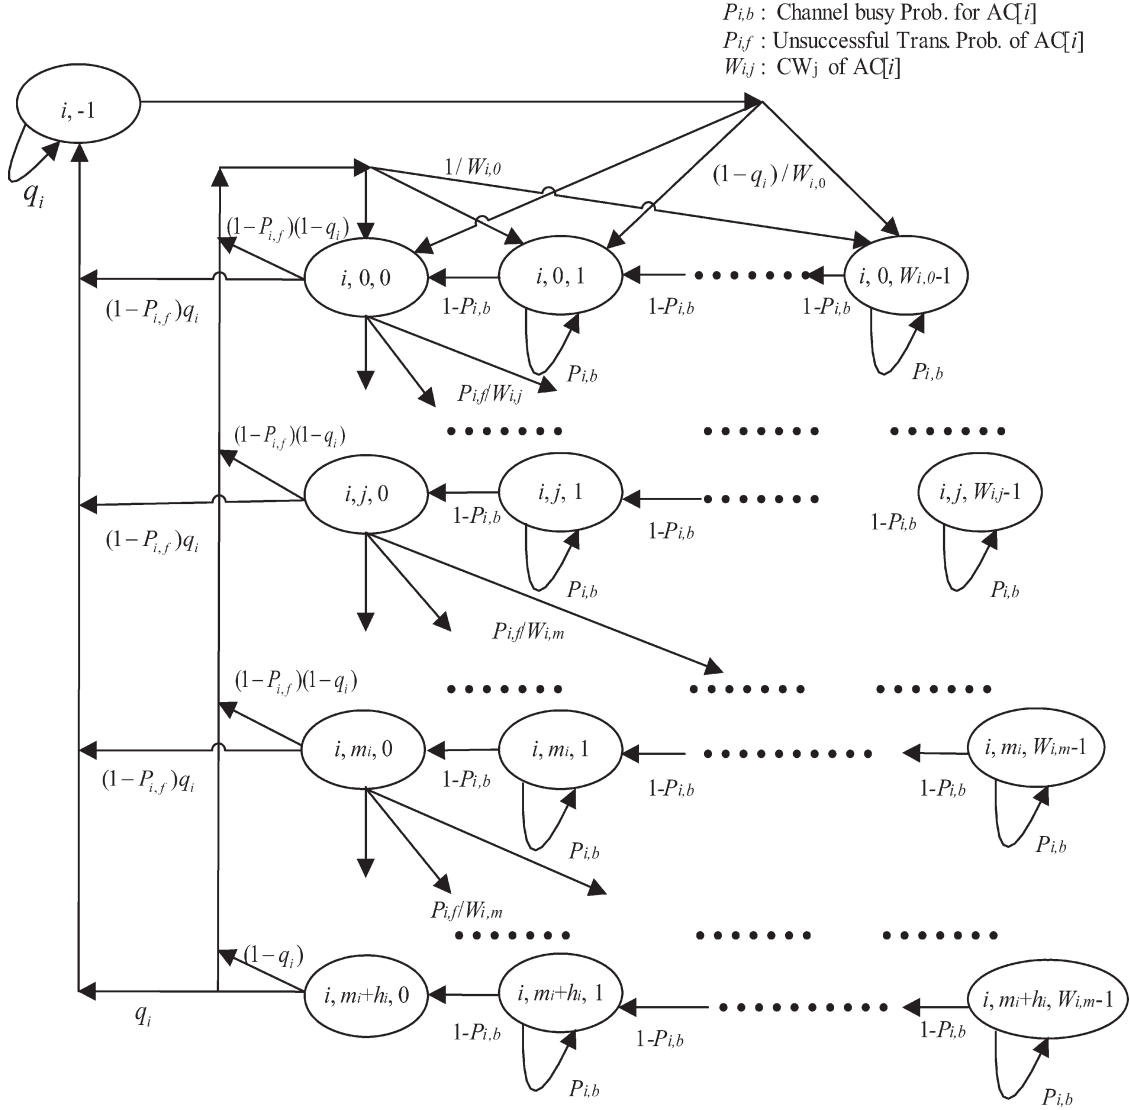 P_{i,b} : Channel busy Prob. for AC[i]
P_{i,f} : Unsuccessful Trans. Prob. of AC[i]
W_{i,j} : CW_j of AC[i]
i, -1
q_i
1/W_{i,0}
(1−q_i)/W_{i,0}
(1−P_{i,f})(1−q_i)
i, 0, 0
i, 0, 1
i, 0, W_{i,0}-1
(1−P_{i,f})q_i
1-P_{i,b}
1-P_{i,b}
1-P_{i,b}
P_{i,b}
P_{i,b}
P_{i,f}/W_{i,j}
(1−P_{i,f})(1−q_i)
i, j, 0
i, j, 1
i, j, W_{i,j}-1
(1−P_{i,f})q_i
1-P_{i,b}
1-P_{i,b}
1-P_{i,b}
P_{i,b}
P_{i,b}
P_{i,f}/W_{i,m}
(1−P_{i,f})(1−q_i)
i, m_i, 0
i, m_i, 1
i, m_i, W_{i,m}-1
(1−P_{i,f})q_i
1-P_{i,b}
1-P_{i,b}
1-P_{i,b}
P_{i,b}
P_{i,b}
P_{i,f}/W_{i,m}
(1−q_i)
i, m_i+h_i, 0
i, m_i+h_i, 1
i, m_i+h_i, W_{i,m}-1
q_i
1-P_{i,b}
1-P_{i,b}
1-P_{i,b}
P_{i,b}
P_{i,b}